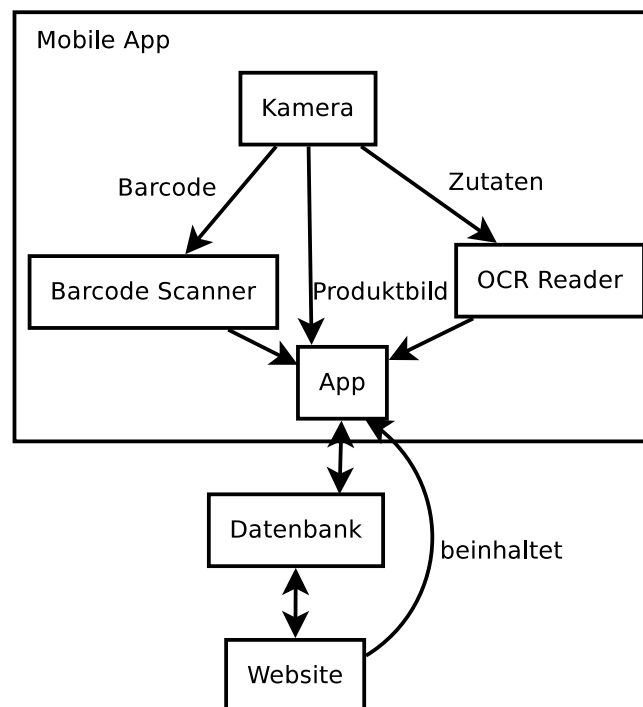 Mobile App
Kamera
Barcode
Zutaten
Barcode Scanner
Produktbild
OCR Reader
App
Datenbank
beinhaltet
Website